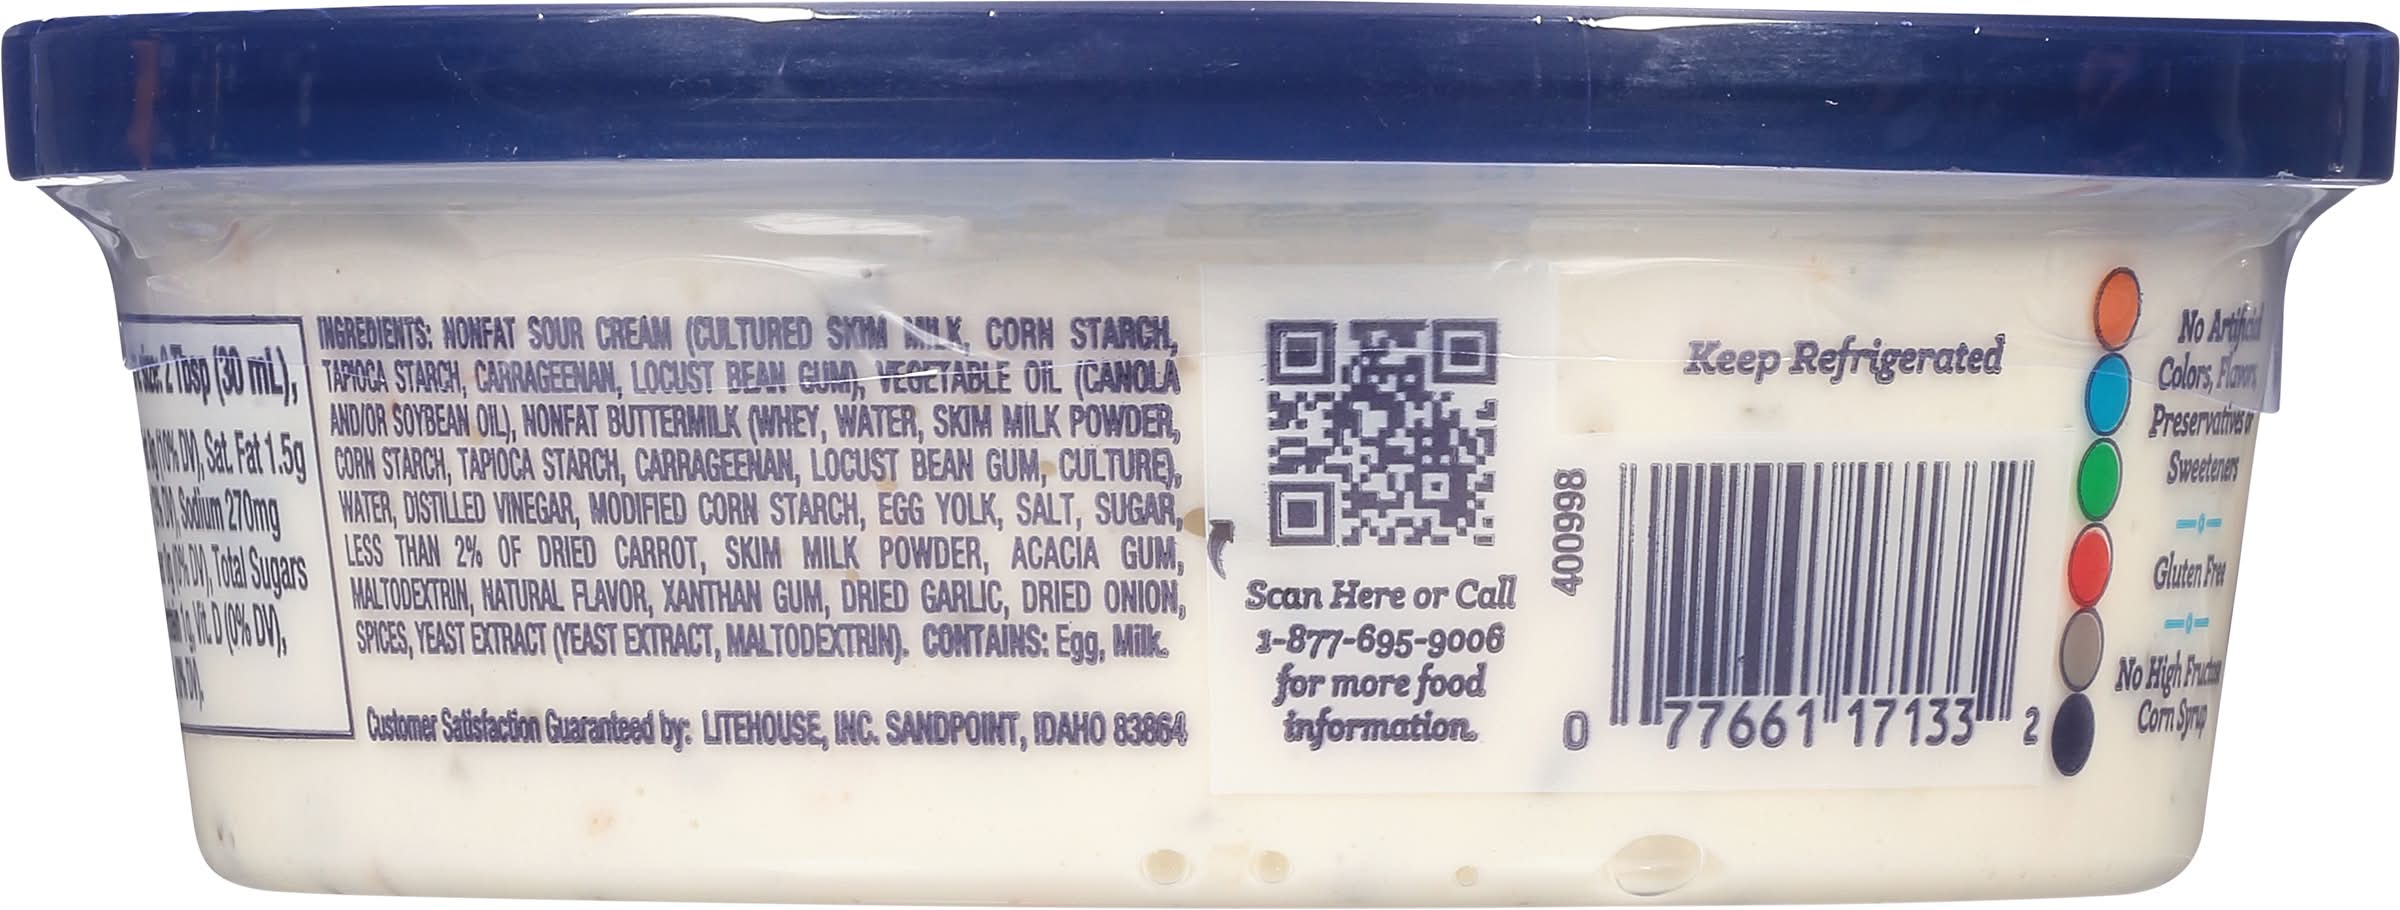 size: 2 Tbsp (30 mL),
(10% DV), Sat. Fat 1.5g
DV), Sodium 270mg
(0% DV), Total Sugars
1g, Vit. D (0% DV),
DV).
INGREDIENTS: NONFAT SOUR CREAM (CULTURED SKIM MILK, CORN STARCH,
TAPIOCA STARCH, CARRAGEENAN, LOCUST BEAN GUM), VEGETABLE OIL (CANOLA
AND/OR SOYBEAN OIL), NONFAT BUTTERMILK (WHEY, WATER, SKIM MILK POWDER,
CORN STARCH, TAPIOCA STARCH, CARRAGEENAN, LOCUST BEAN GUM, CULTURE),
WATER, DISTILLED VINEGAR, MODIFIED CORN STARCH, EGG YOLK, SALT, SUGAR,
LESS THAN 2% OF DRIED CARROT, SKIM MILK POWDER, ACACIA GUM,
MALTODEXTRIN, NATURAL FLAVOR, XANTHAN GUM, DRIED GARLIC, DRIED ONION,
SPICES, YEAST EXTRACT (YEAST EXTRACT, MALTODEXTRIN). CONTAINS: Egg, Milk.
Customer Satisfaction Guaranteed by: LITEHOUSE, INC. SANDPOINT, IDAHO 83864
Scan Here or Call
1-877-695-9006
for more food
information.
Keep Refrigerated
400998
0 77661 17133 2
No Artificial
Colors, Flavors,
Preservatives or
Sweeteners
Gluten Free
No High Fructose
Corn Syrup